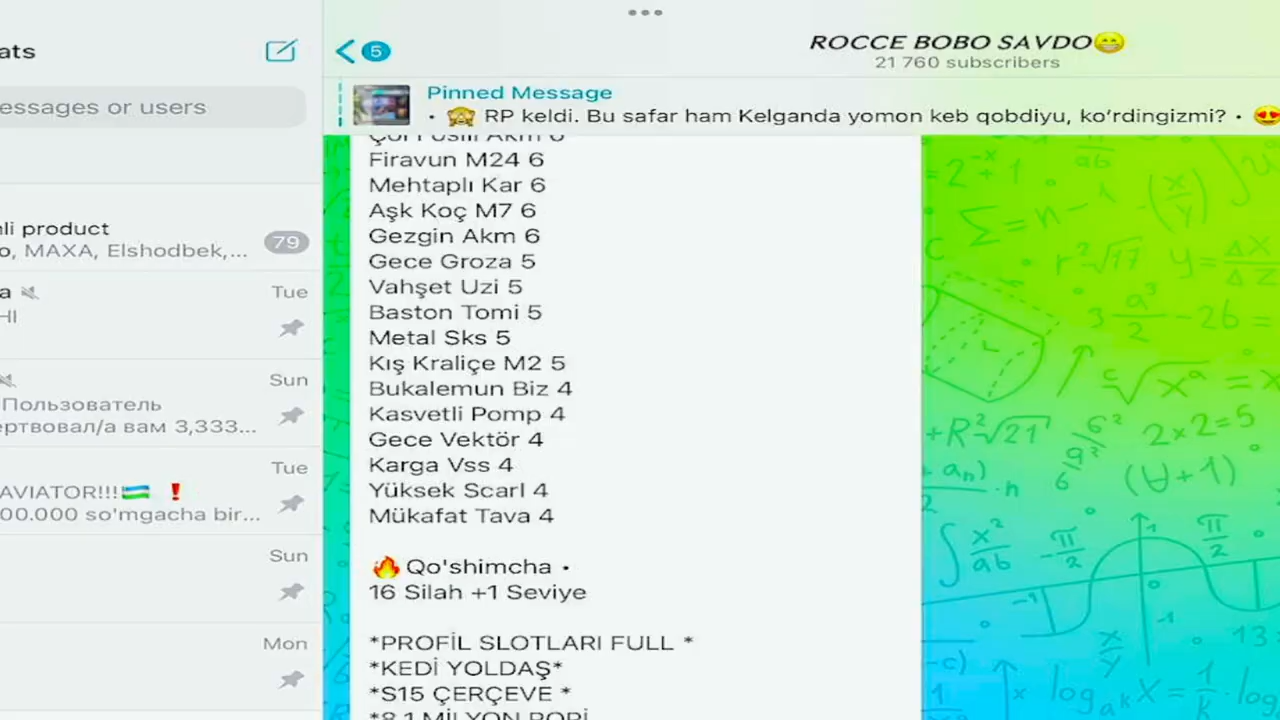 ats
essages or users
li product
o, MAXA, Elshodbek,...
79
a
Tue
HI
Sun
Пользователь
ертвовал/а вам 3,333...
Tue
AVIATOR!!!🇺🇿 ❗
00.000 so'mgacha bir...
Sun
Mon
5
ROCCE BOBO SAVDO😁
21 760 subscribers
Pinned Message
• 🙈 RP keldi. Bu safar ham Kelganda yomon keb qobdiyu, ko‘rdingizmi? • 😍
Firavun M24 6
Mehtaplı Kar 6
Aşk Koç M7 6
Gezgin Akm 6
Gece Groza 5
Vahşet Uzi 5
Baston Tomi 5
Metal Sks 5
Kış Kraliçe M2 5
Bukalemun Biz 4
Kasvetli Pomp 4
Gece Vektör 4
Karga Vss 4
Yüksek Scarl 4
Mükafat Tava 4
🔥 Qo'shimcha •
16 Silah +1 Seviye
*PROFİL SLOTLARI FULL *
*KEDİ YOLDAŞ*
*S15 ÇERÇEVE *